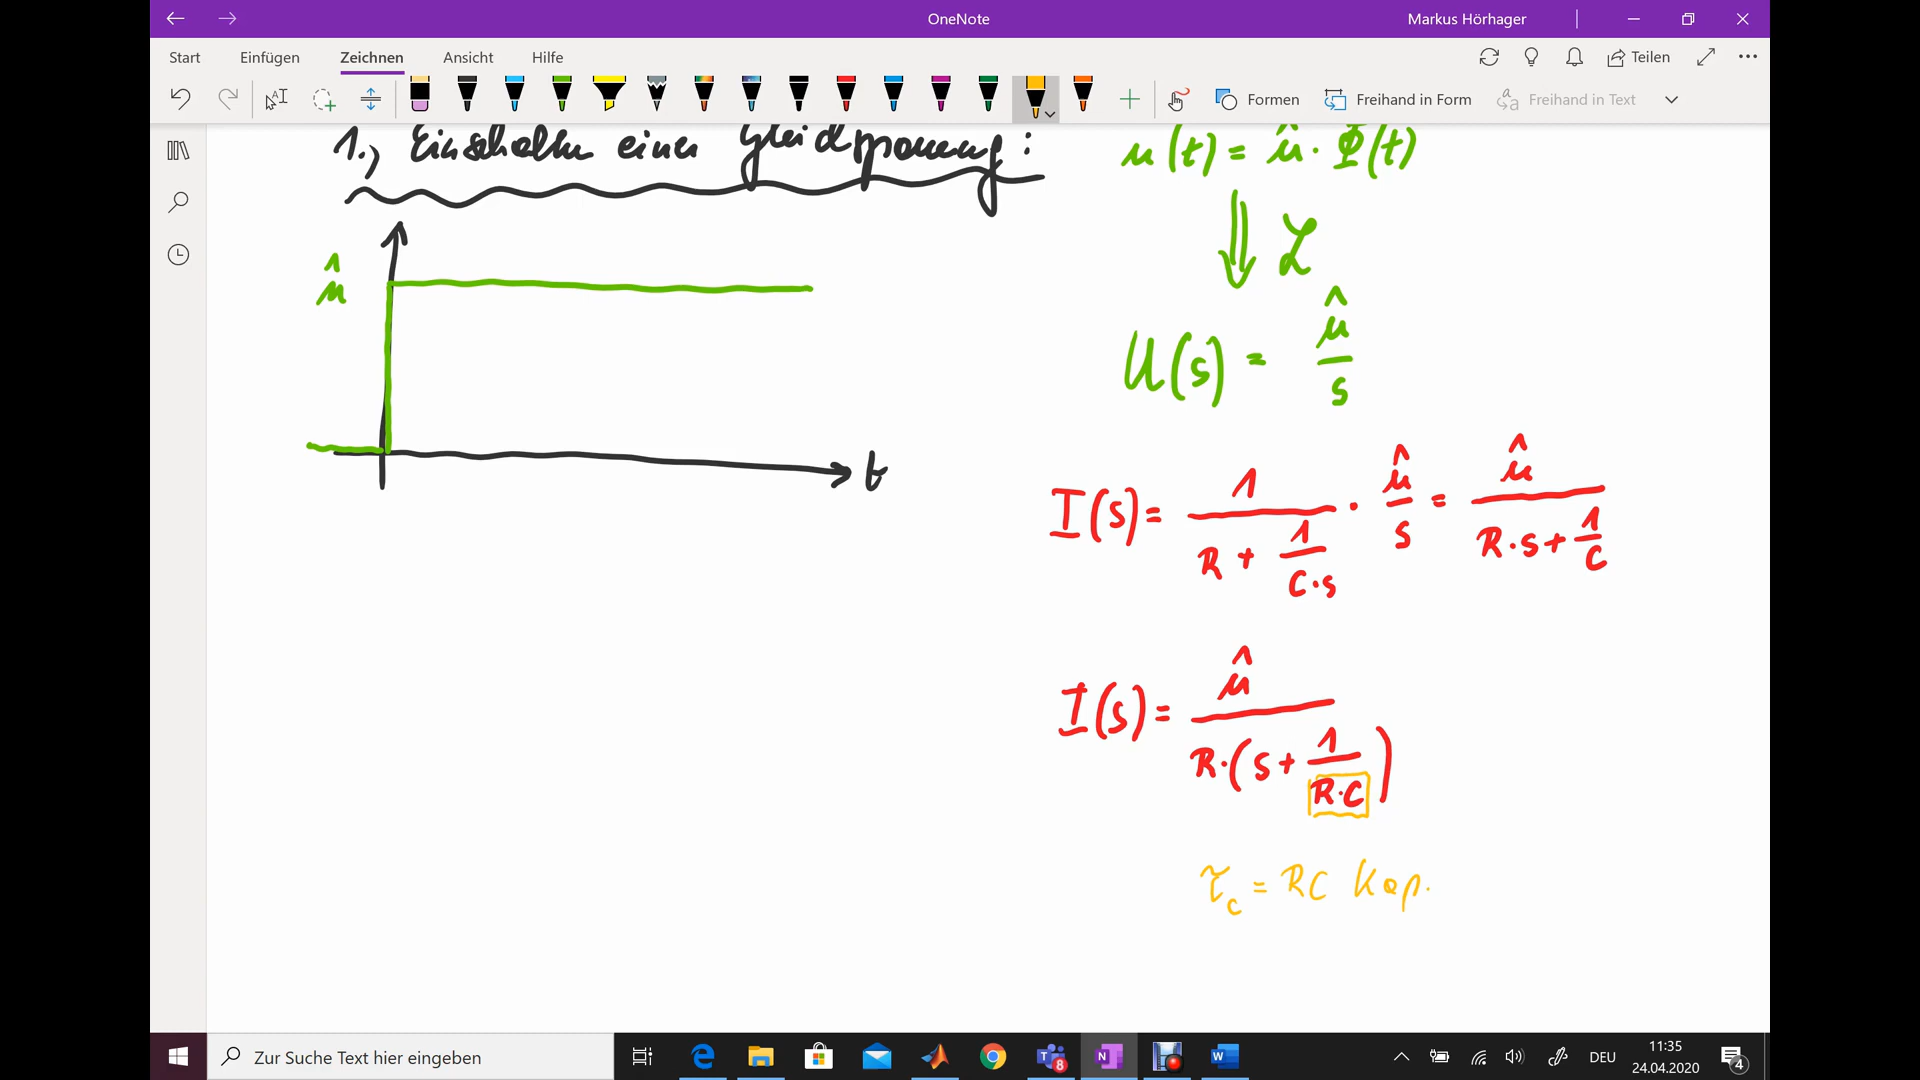 OneNote
Markus Hörhager
Start Einfügen Zeichnen Ansicht Hilfe
Teilen
Formen Freihand in Form Freihand in Text
1., Einschalten einer Gleichspannung:
u(t) = û · Φ(t)
ℒ
û
U(s) = û/s
t
I(s) = 1/(R + 1/(C·s)) · û/s = û/(R·s + 1/C)
I(s) = û/(R·(s + 1/(R·C)))
τc = RC Kap.
Zur Suche Text hier eingeben
8
N
W
DEU
11:35
24.04.2020
4